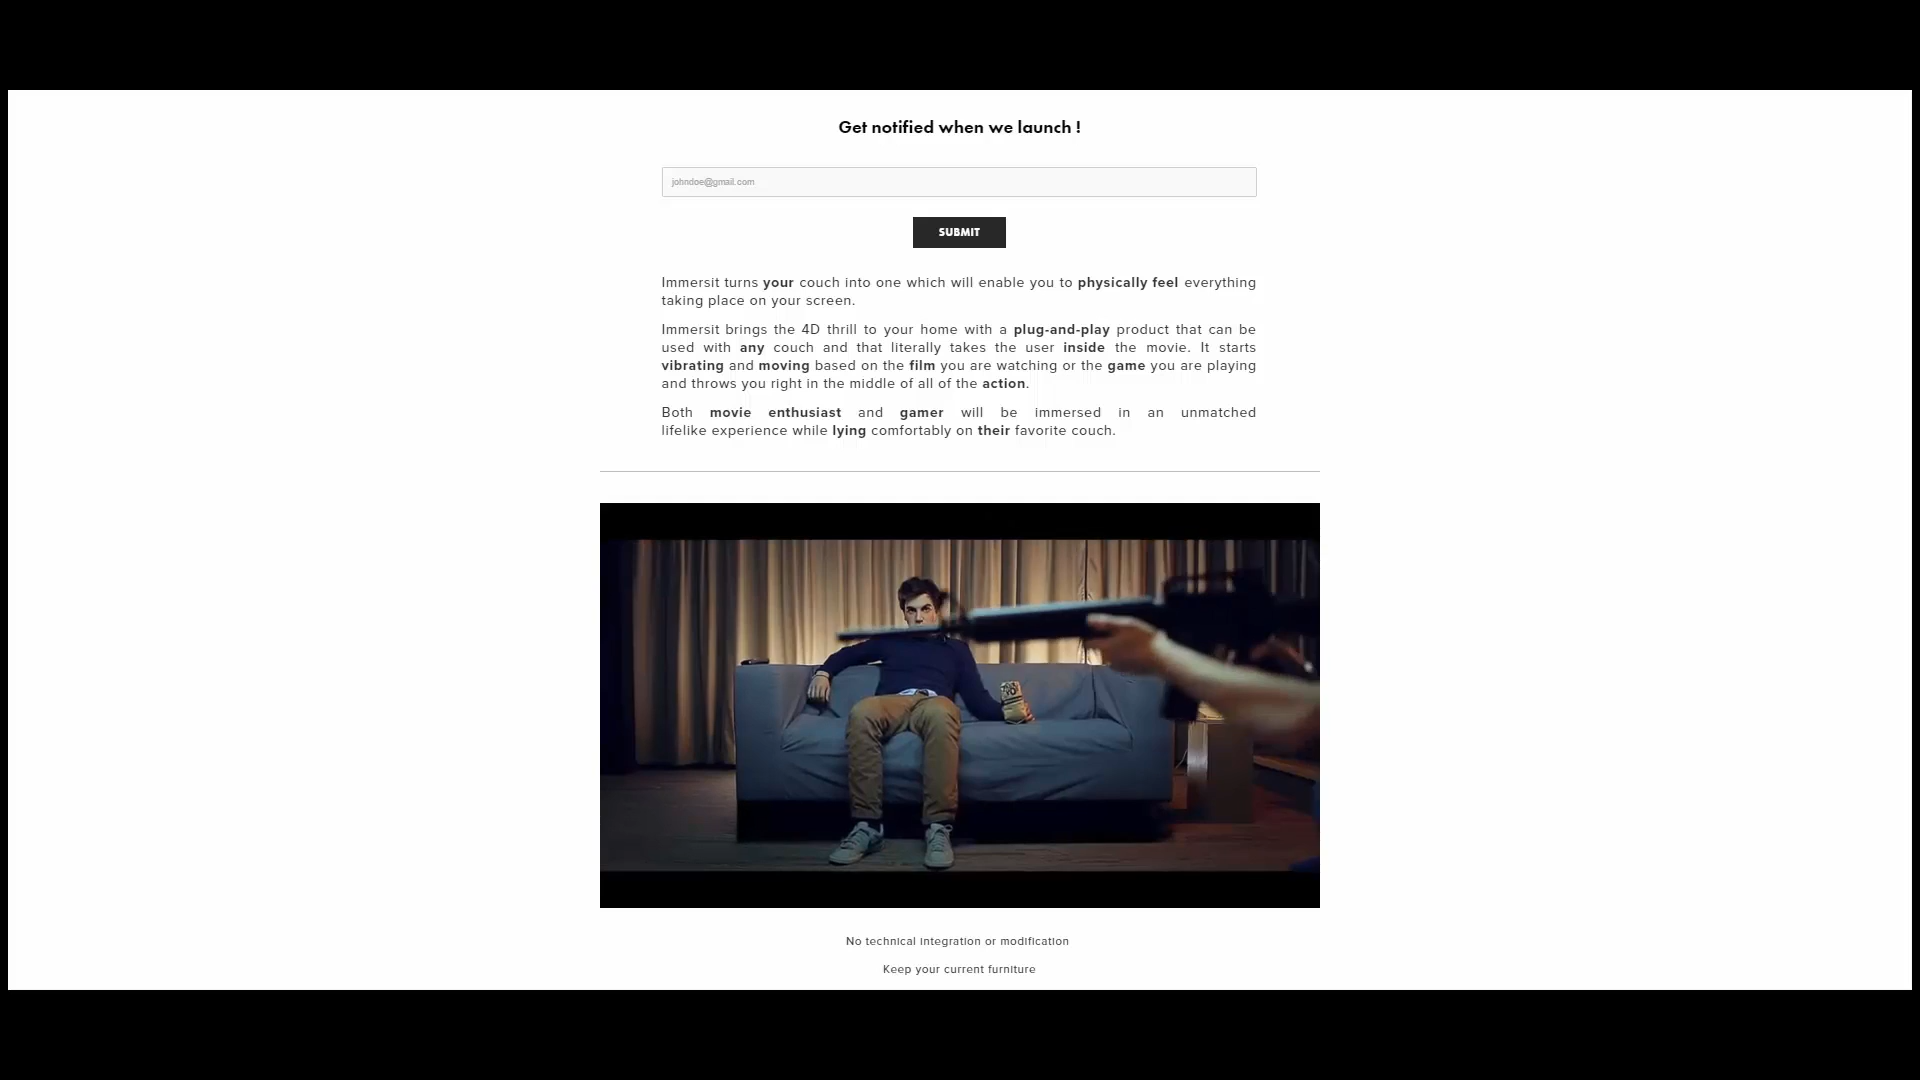 Get notified when we launch !
johndoe@gmail.com
SUBMIT
Immersit turns your couch into one which will enable you to physically feel everything
taking place on your screen.
Immersit brings the 4D thrill to your home with a plug-and-play product that can be
used with any couch and that literally takes the user inside the movie. It starts
vibrating and moving based on the film you are watching or the game you are playing
and throws you right in the middle of all of the action.
Both movie enthusiast and gamer will be immersed in an unmatched
lifelike experience while lying comfortably on their favorite couch.
No technical integration or modification
Keep your current furniture